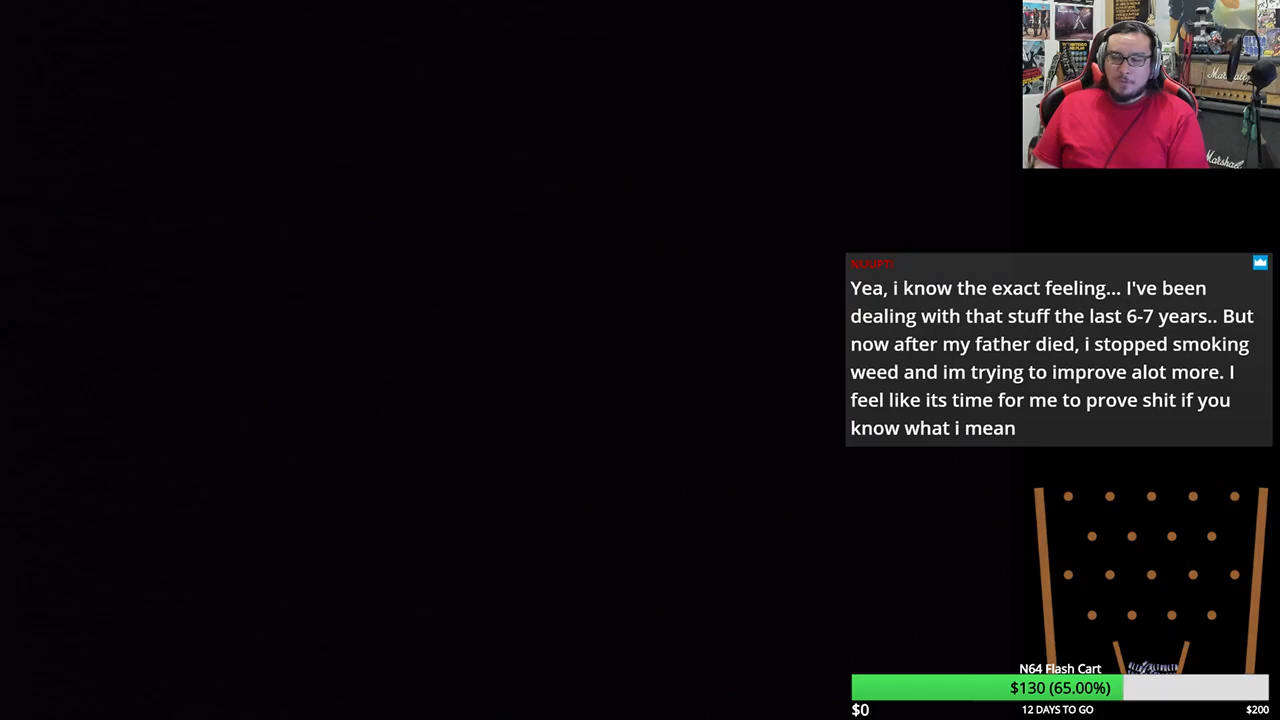 Marshall
Marshall
NUUPTI
Yea, i know the exact feeling... I've been
dealing with that stuff the last 6-7 years.. But
now after my father died, i stopped smoking
weed and im trying to improve alot more. I
feel like its time for me to prove shit if you
know what i mean
N64 Flash Cart
$130 (65.00%)
$0
12 DAYS TO GO
$200